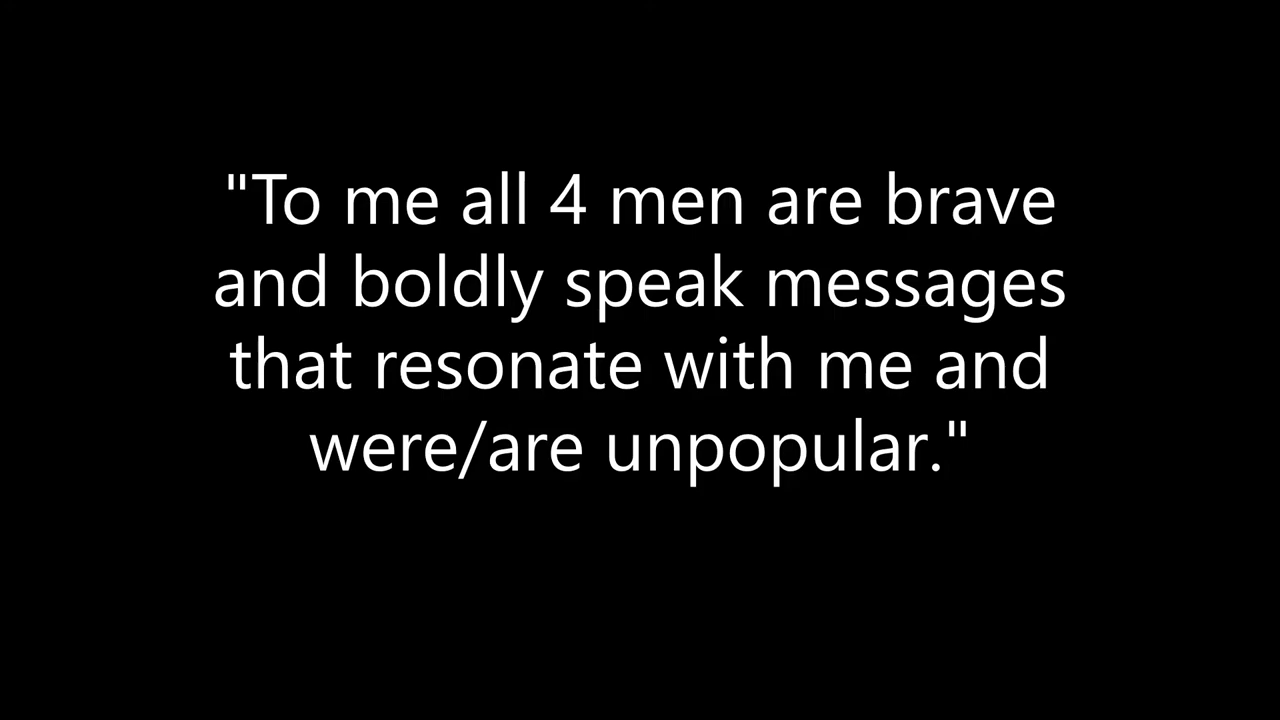 "To me all 4 men are brave
and boldly speak messages
that resonate with me and
were/are unpopular."